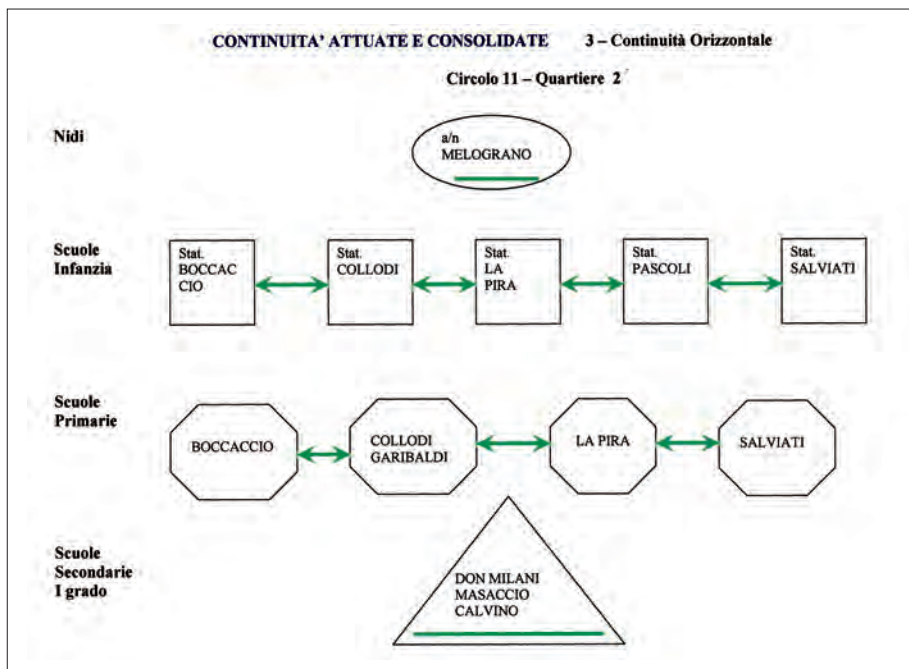 CONTINUITA' ATTUATE E CONSOLIDATE 3 – Continuità Orizzontale
Circolo 11 – Quartiere 2
Nidi
a/n
MELOGRANO
Scuole
Infanzia
Stat.
BOCCAC
CIO
Stat.
COLLODI
Stat.
LA
PIRA
Stat.
PASCOLI
Stat.
SALVIATI
Scuole
Primarie
BOCCACCIO
COLLODI
GARIBALDI
LA PIRA
SALVIATI
Scuole
Secondarie
I grado
DON MILANI
MASACCIO
CALVINO